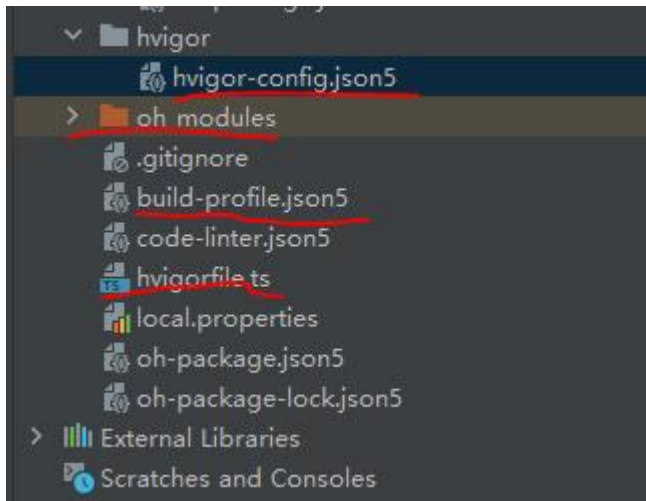 hvigor
hvigor-config.json5
oh_modules
.gitignore
build-profile.json5
code-linter.json5
TS hvigorfile.ts
local.properties
oh-package.json5
oh-package-lock.json5
External Libraries
Scratches and Consoles